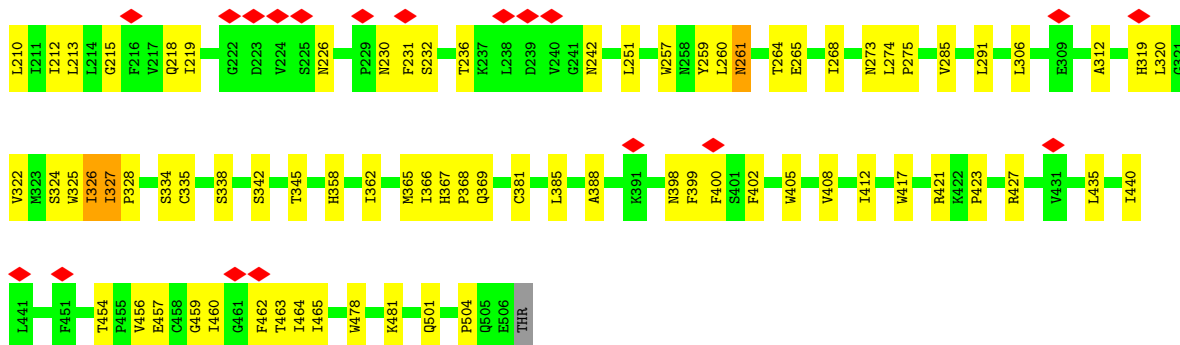 L210 I211 I212 L213 L214 G215 F216 V217 Q218 I219 G222 D223 V224 S225 N226 P229 N230 F231 S232 T236 K237 L238 D239 V240 G241 N242 L251 W257 N258 Y259 L260 N261 T264 E265 I268 N273 L274 P275 V285 L291 L306 E309 A312 H319 L320 G321
V322 M323 S324 W325 I326 I327 P328 S334 C335 S338 S342 T345 H358 I362 M365 I366 H367 P368 Q369 C381 L385 A388 K391 N398 F399 F400 S401 F402 W405 V408 I412 W417 R421 K422 P423 R427 V431 L435 I440
L441 F451 T454 P455 V456 E457 C458 G459 I460 G461 F462 T463 I464 I465 W478 K481 Q501 P504 Q505 E506 THR